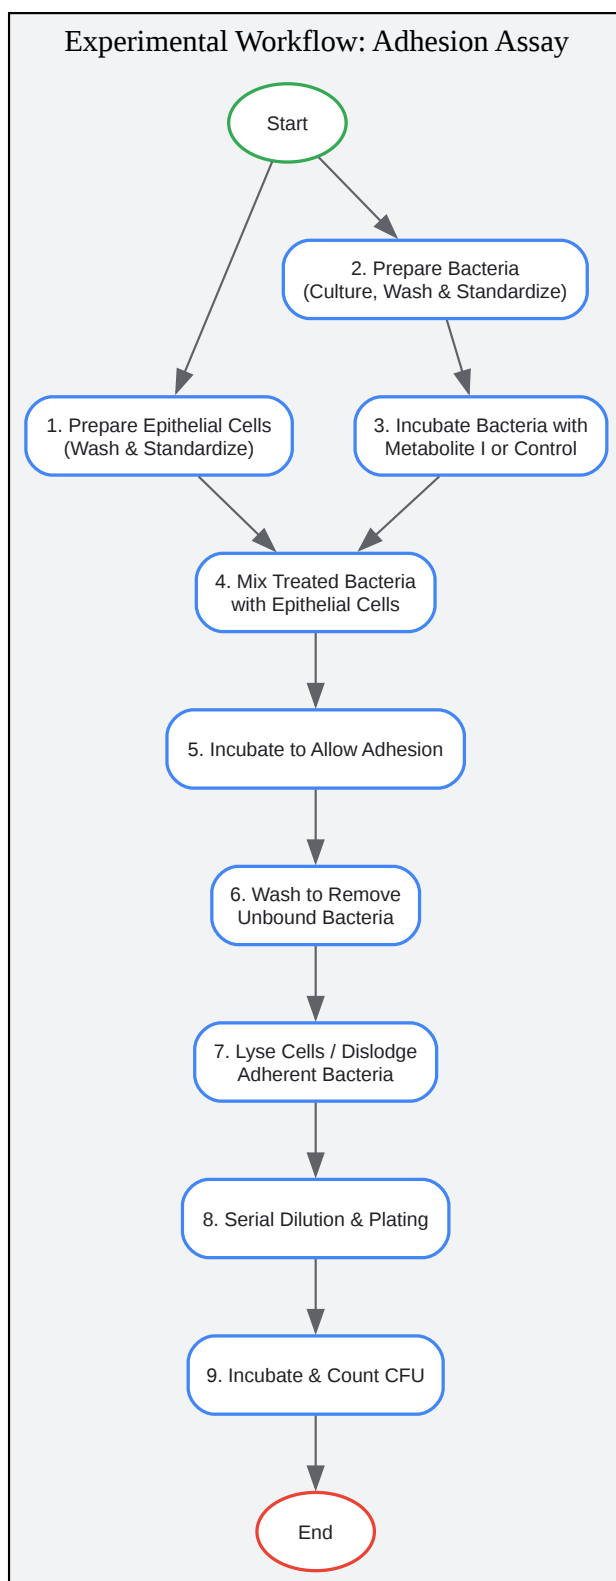 Experimental Workflow: Adhesion Assay
Start
2. Prepare Bacteria
(Culture, Wash & Standardize)
1. Prepare Epithelial Cells
(Wash & Standardize)
3. Incubate Bacteria with
Metabolite I or Control
4. Mix Treated Bacteria
with Epithelial Cells
5. Incubate to Allow Adhesion
6. Wash to Remove
Unbound Bacteria
7. Lyse Cells / Dislodge
Adherent Bacteria
8. Serial Dilution & Plating
9. Incubate & Count CFU
End